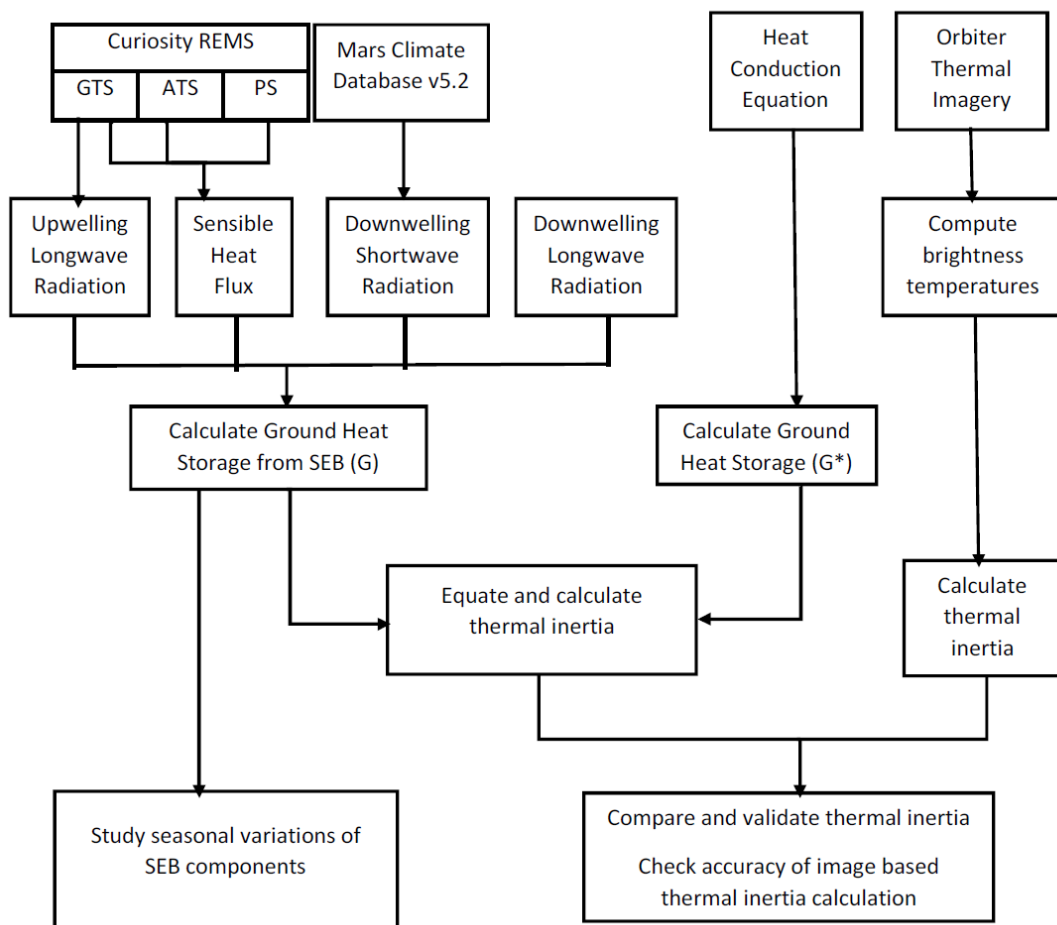 Curiosity REMS
GTS
ATS
PS
Mars Climate
Database v5.2
Heat
Conduction
Equation
Orbiter
Thermal
Imagery
Upwelling
Longwave
Radiation
Sensible
Heat
Flux
Downwelling
Shortwave
Radiation
Downwelling
Longwave
Radiation
Compute
brightness
temperatures
Calculate Ground Heat
Storage from SEB (G)
Calculate Ground
Heat Storage (G*)
Equate and calculate
thermal inertia
Calculate
thermal
inertia
Study seasonal variations of
SEB components
Compare and validate thermal inertia
Check accuracy of image based
thermal inertia calculation